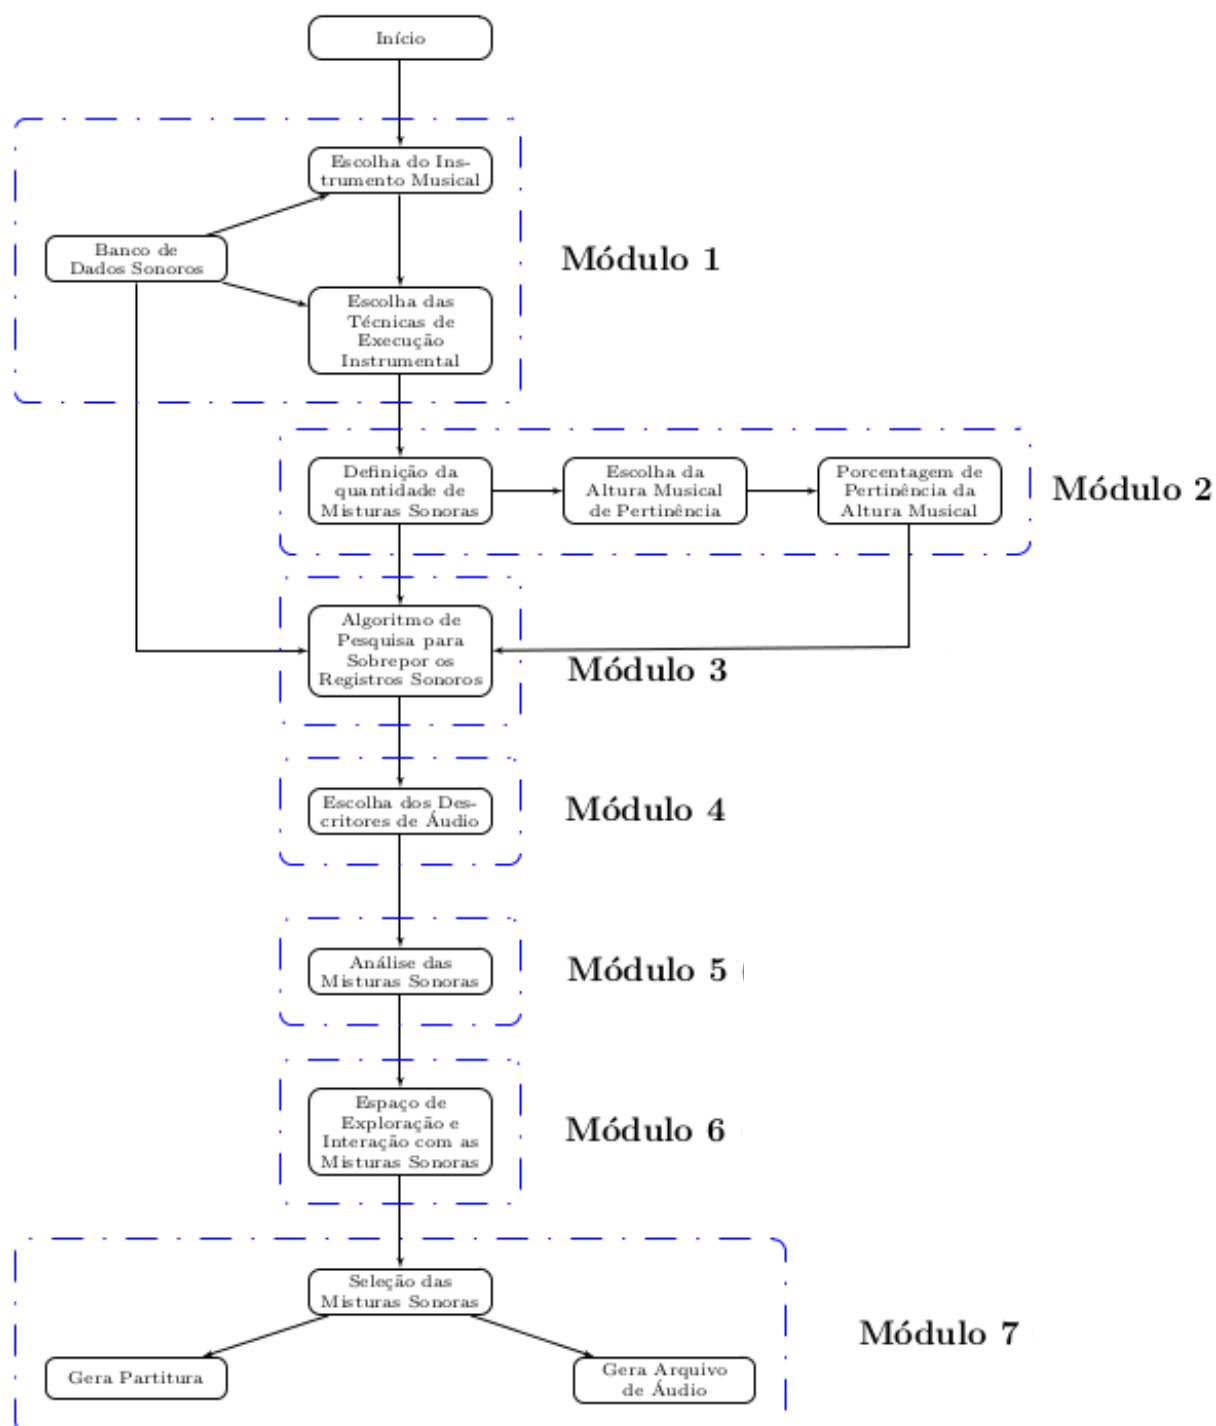 Início
Escolha do Ins-
trumento Musical
Banco de
Dados Sonoros
Módulo 1
Escolha das
Técnicas de
Execução
Instrumental
Definição da
quantidade de
Misturas Sonoras
Escolha da
Altura Musical
de Pertinência
Porcentagem de
Pertinência da
Altura Musical
Módulo 2
Algoritmo de
Pesquisa para
Sobrepor os
Registros Sonoros
Módulo 3
Escolha dos Des-
critores de Áudio
Módulo 4
Análise das
Misturas Sonoras
Módulo 5
Espaço de
Exploração e
Interação com as
Misturas Sonoras
Módulo 6
Seleção das
Misturas Sonoras
Módulo 7
Gera Partitura
Gera Arquivo
de Áudio